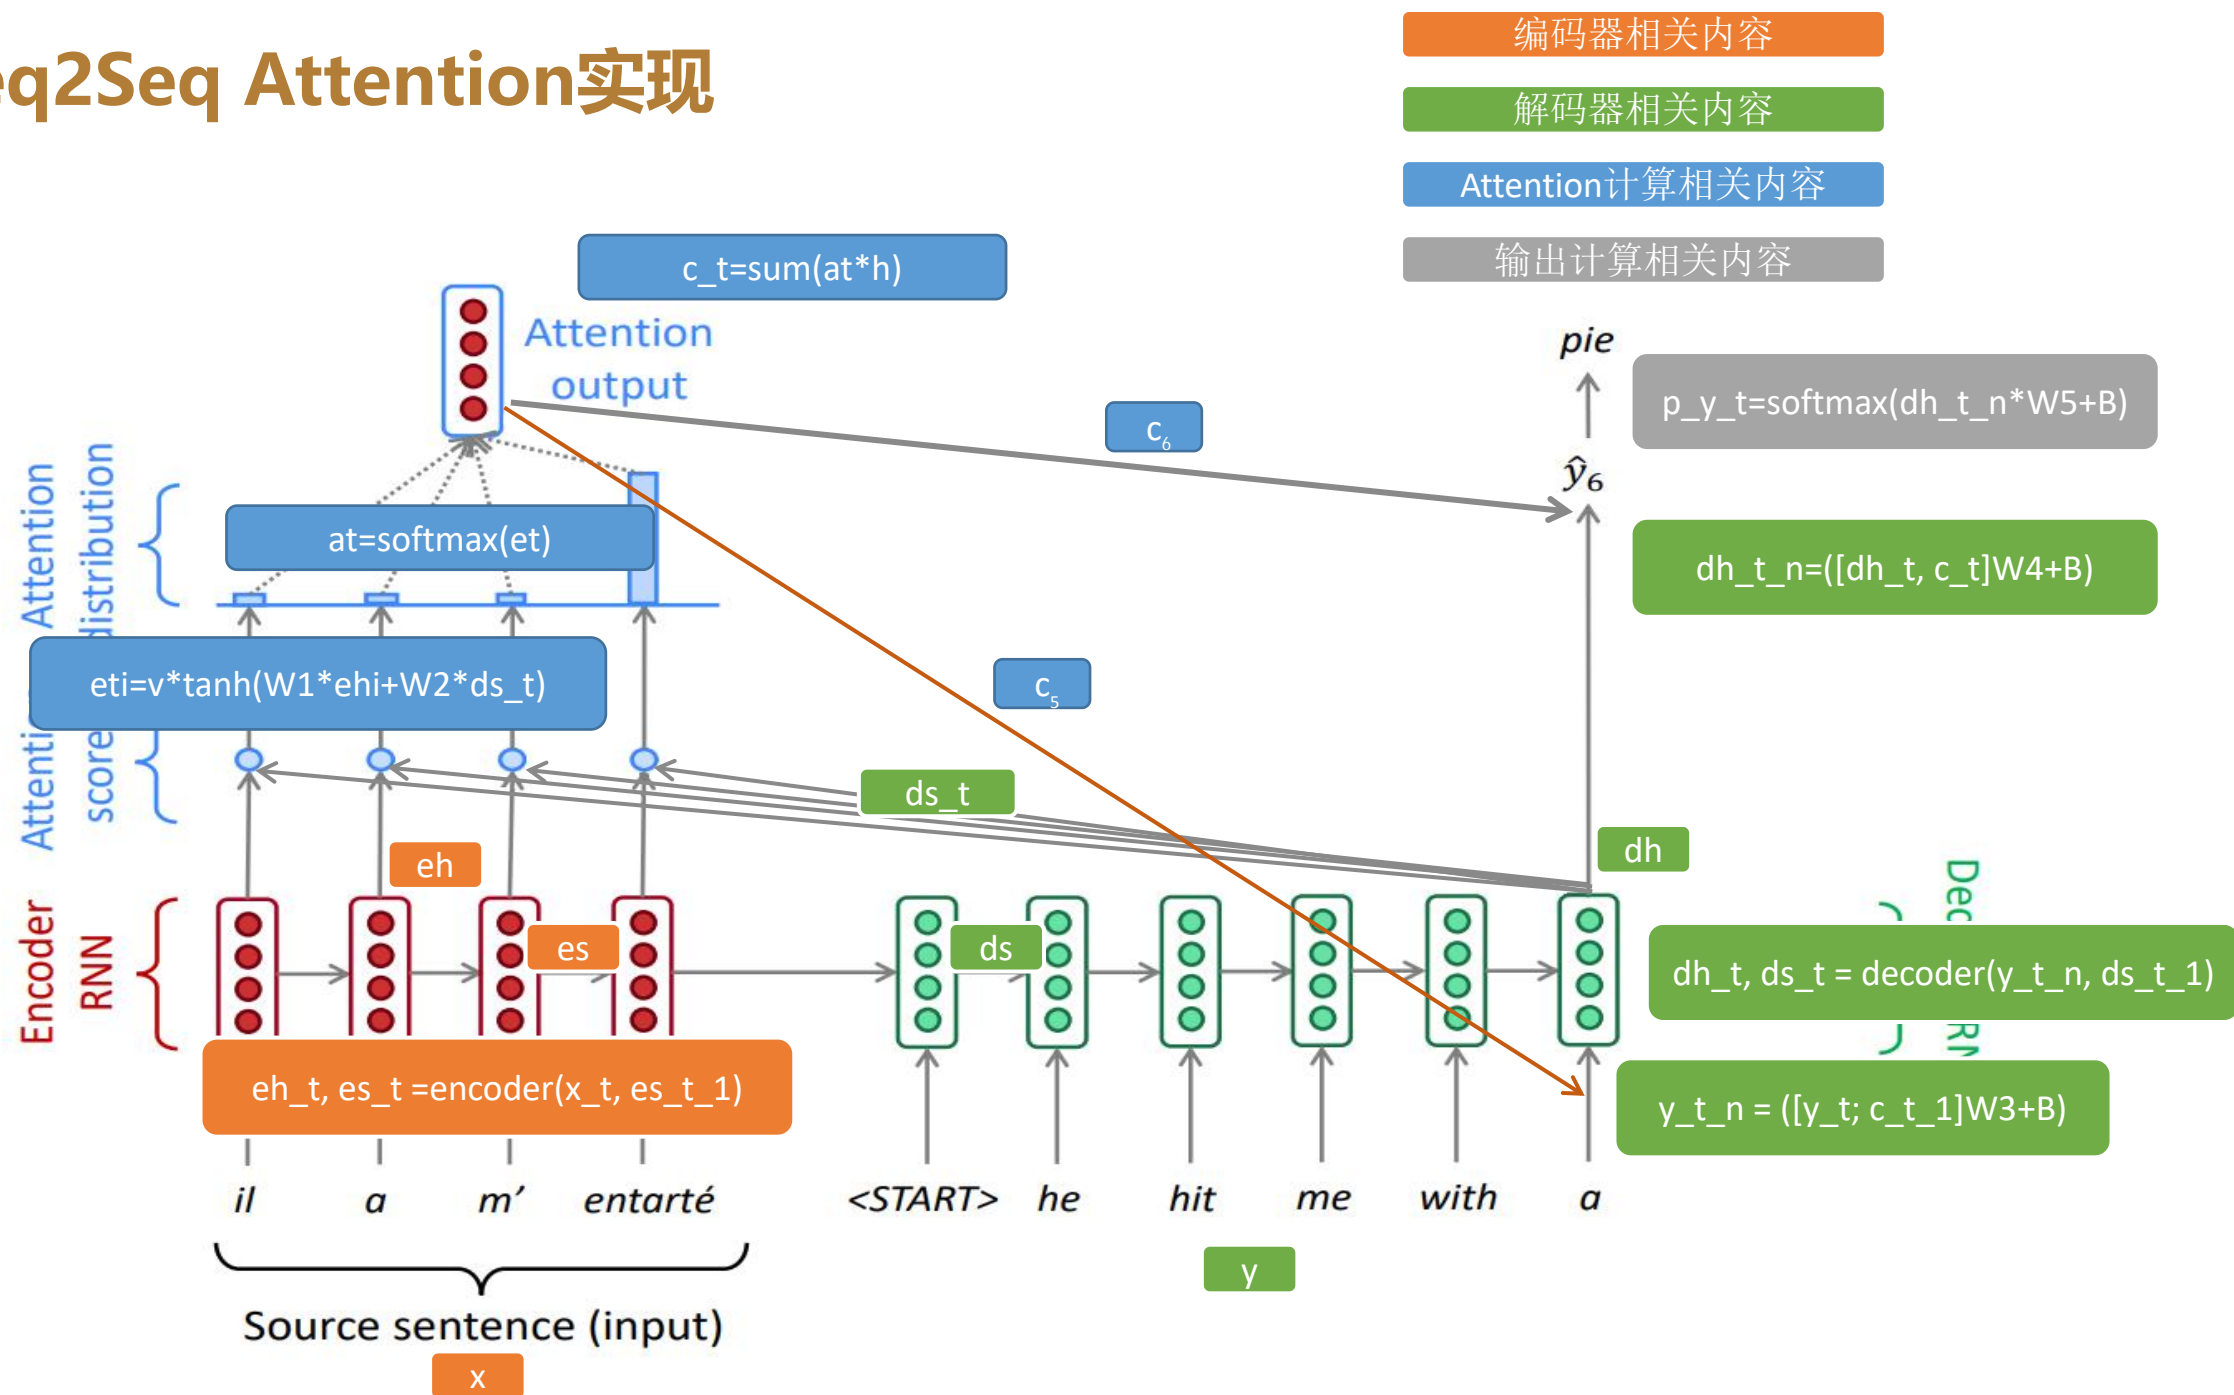 eq2Seq Attention实现
编码器相关内容
解码器相关内容
Attention计算相关内容
输出计算相关内容
c_t=sum(at*h)
Attention
output
pie
p_y_t=softmax(dh_t_n*W5+B)
c₆
ŷ₆
Attention
distribution
at=softmax(et)
dh_t_n=([dh_t, c_t]W4+B)
eti=v*tanh(W1*ehi+W2*ds_t)
c₅
Attenti
score
ds_t
eh
dh
Encoder
RNN
es
ds
Dec
dh_t, ds_t = decoder(y_t_n, ds_t_1)
eh_t, es_t =encoder(x_t, es_t_1)
y_t_n = ([y_t; c_t_1]W3+B)
il a m’ entarté <START> he hit me with a
y
Source sentence (input)
x